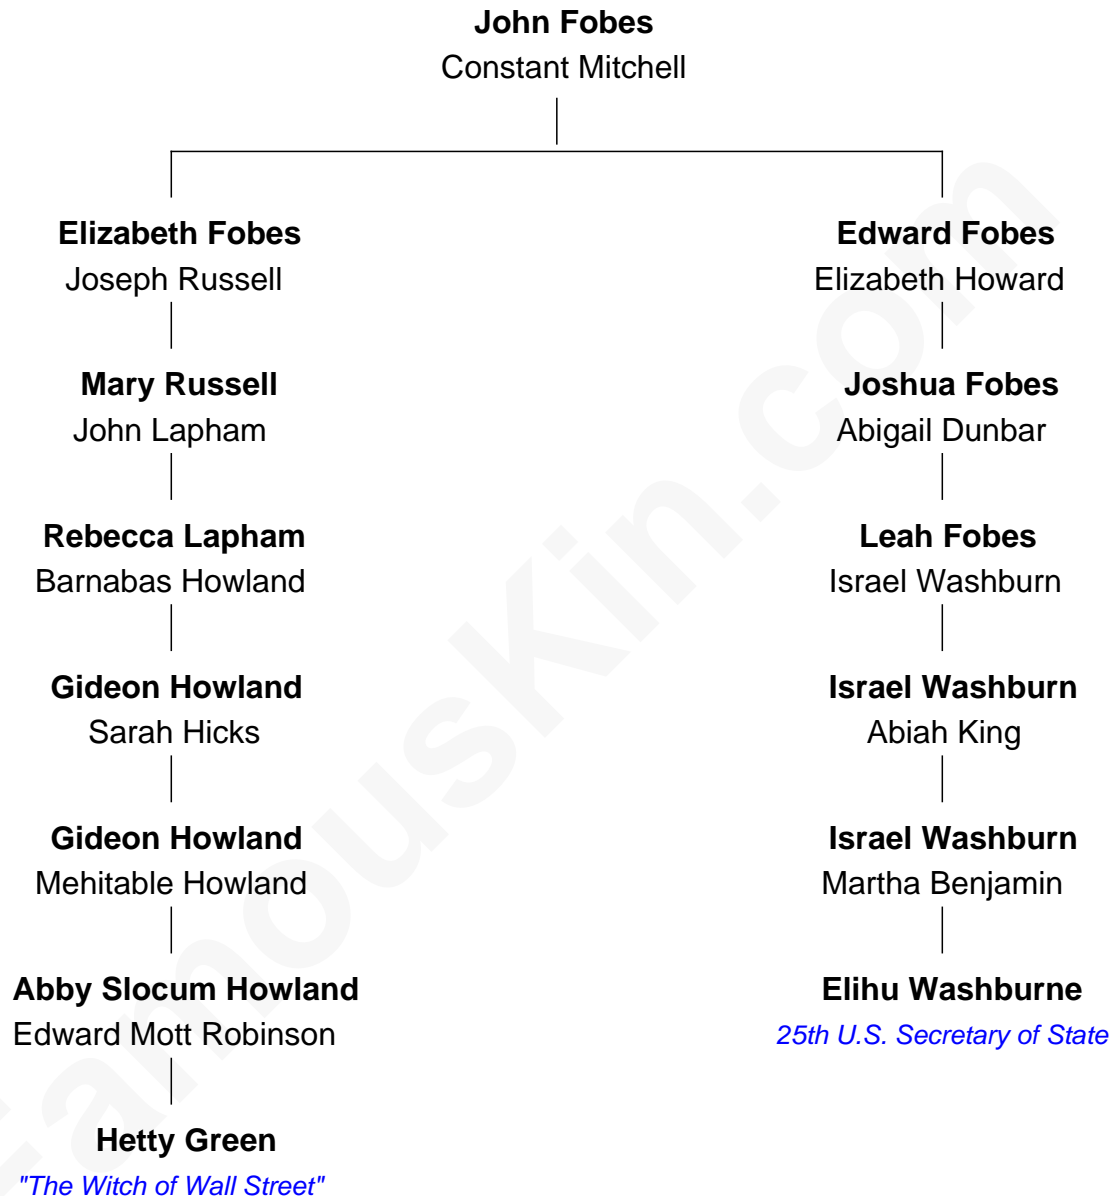 John Fobes
Constant Mitchell
Elizabeth Fobes
Joseph Russell
Edward Fobes
Elizabeth Howard
Mary Russell
John Lapham
Joshua Fobes
Abigail Dunbar
Rebecca Lapham
Barnabas Howland
Leah Fobes
Israel Washburn
Gideon Howland
Sarah Hicks
Israel Washburn
Abiah King
Gideon Howland
Mehitable Howland
Israel Washburn
Martha Benjamin
Abby Slocum Howland
Edward Mott Robinson
Elihu Washburne
25th U.S. Secretary of State
Hetty Green
"The Witch of Wall Street"
FamousKin.com